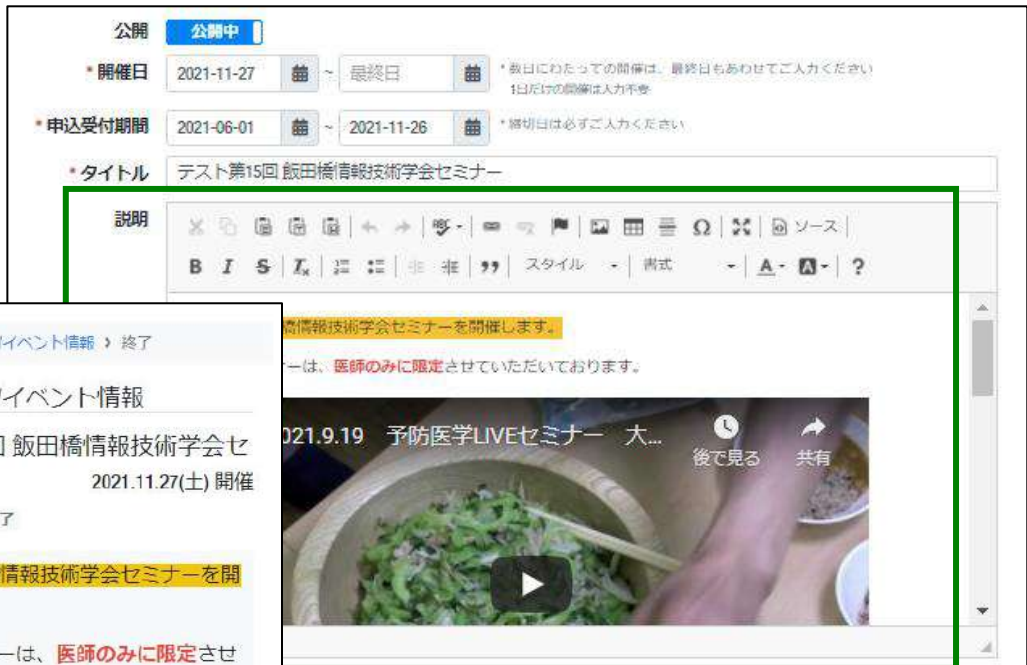 公開 公開中
*開催日 2021-11-27 ~ 最終日 *数日にわたっての開催は、最終日もあわせてご入力ください
1日だけの開催は入力不要
*申込受付期間 2021-06-01 ~ 2021-11-26 *締切日は必ずご入力ください
*タイトル テスト第15回 飯田橋情報技術学会セミナー
説明
ABC Ω ソース
B I S Tx スタイル 書式 A A ?
情報技術学会セミナーを開催します。
ーは、医師のみに限定させていただいております。
021.9.19 予防医学LIVEセミナー 大... 後で見る 共有
イベント情報 › 終了
イベント情報
飯田橋情報技術学会セ
2021.11.27(土) 開催
了
情報技術学会セミナーを開
ーは、医師のみに限定させ